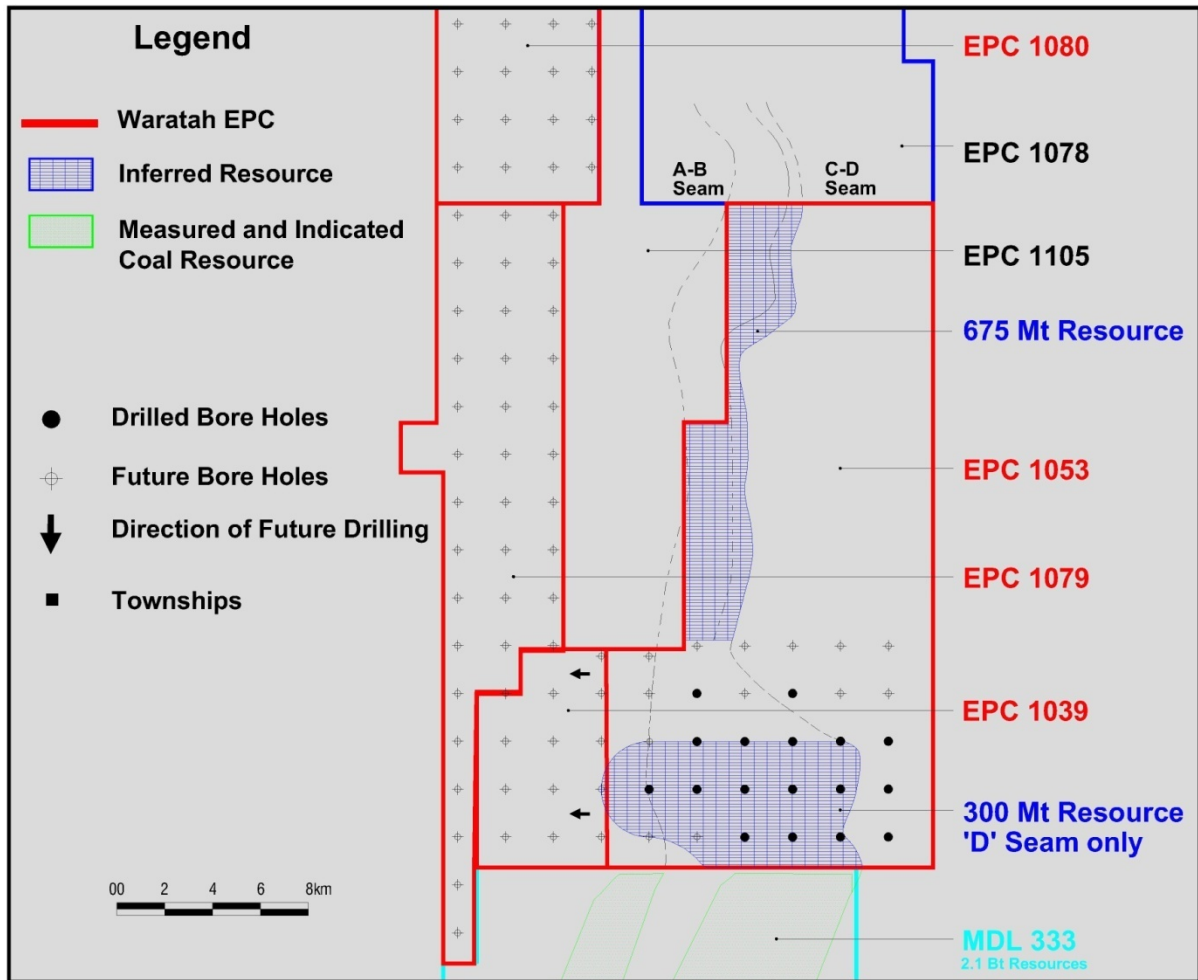 Legend
Waratah EPC
Inferred Resource
Measured and Indicated
Coal Resource
Drilled Bore Holes
Future Bore Holes
Direction of Future Drilling
Townships
00 2 4 6 8km
A-B
Seam
C-D
Seam
EPC 1080
EPC 1078
EPC 1105
675 Mt Resource
EPC 1053
EPC 1079
EPC 1039
300 Mt Resource
'D' Seam only
MDL 333
2.1 Bt Resources